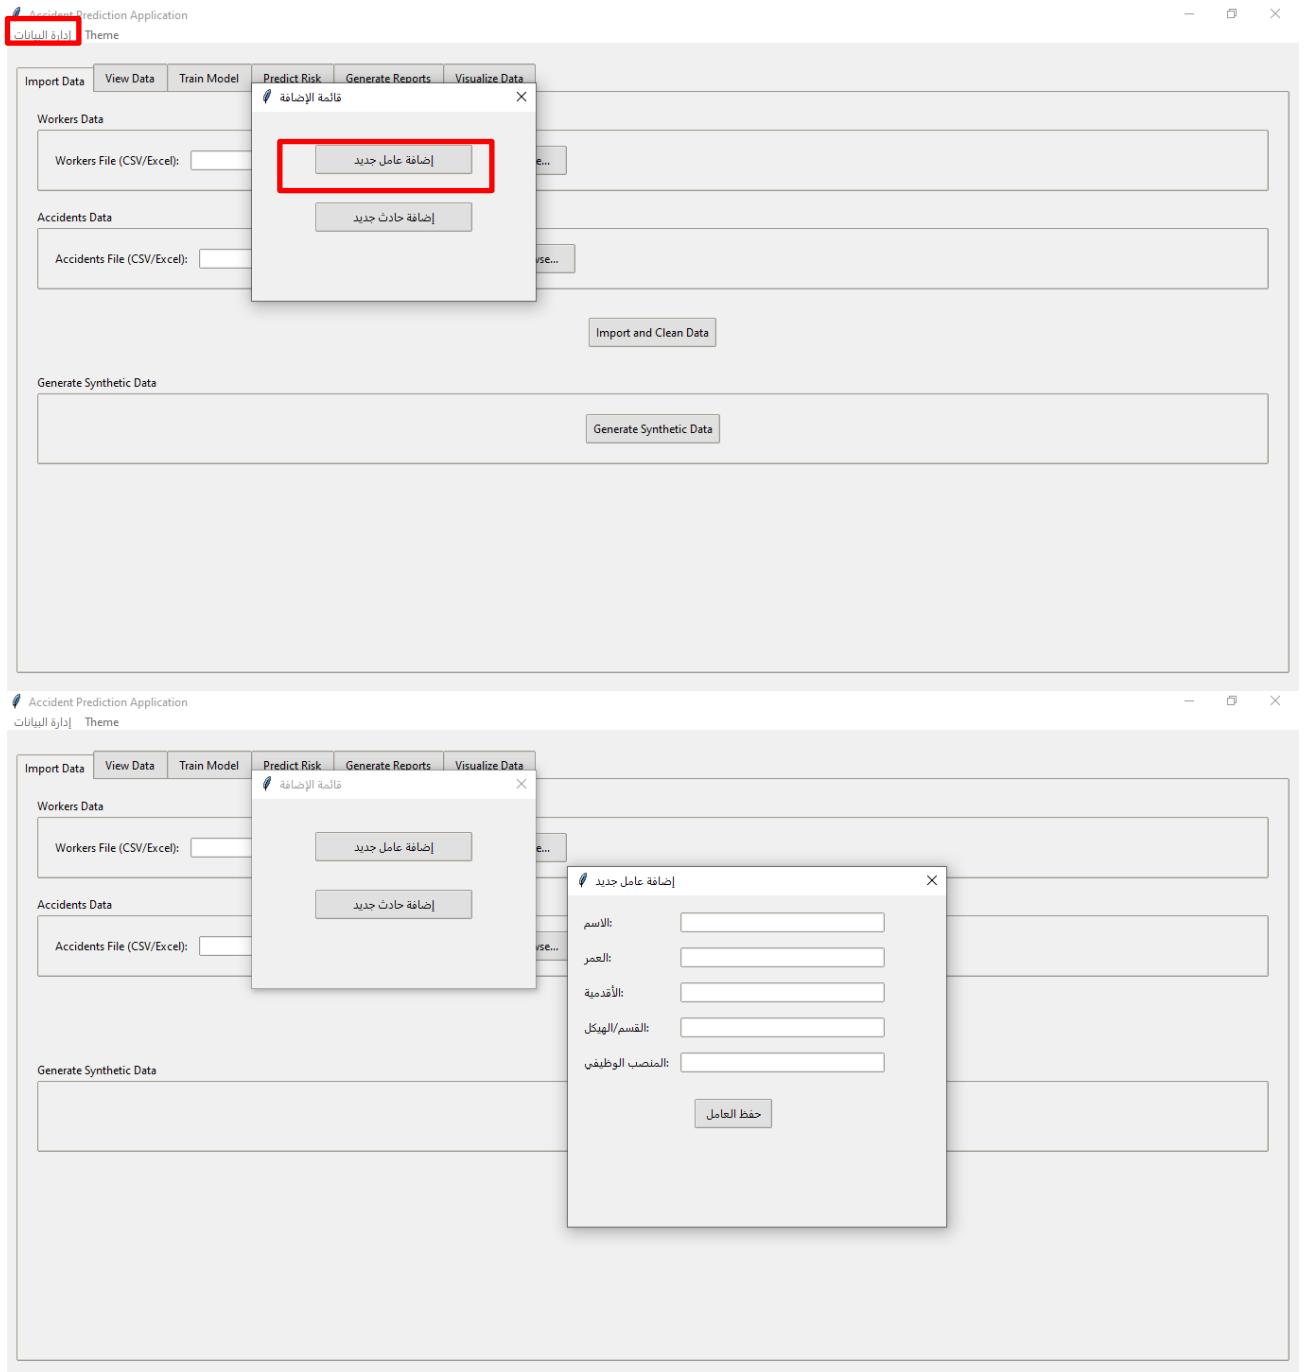 Accident Prediction Application
إدارة البيانات Theme
Import Data View Data Train Model Predict Risk Generate Reports Visualize Data
قائمة الإضافة
Workers Data
إضافة عامل جديد
Workers File (CSV/Excel): e...
إضافة حادث جديد
Accidents Data
Accidents File (CSV/Excel): wse...
Import and Clean Data
Generate Synthetic Data
Generate Synthetic Data
Accident Prediction Application
إدارة البيانات Theme
Import Data View Data Train Model Predict Risk Generate Reports Visualize Data
قائمة الإضافة
Workers Data
إضافة عامل جديد
Workers File (CSV/Excel): e...
إضافة حادث جديد
Accidents Data
Accidents File (CSV/Excel): wse...
إضافة عامل جديد
الاسم:
العمر:
الأقدمية:
القسم/الهيكل:
المنصب الوظيفي:
حفظ العامل
Generate Synthetic Data